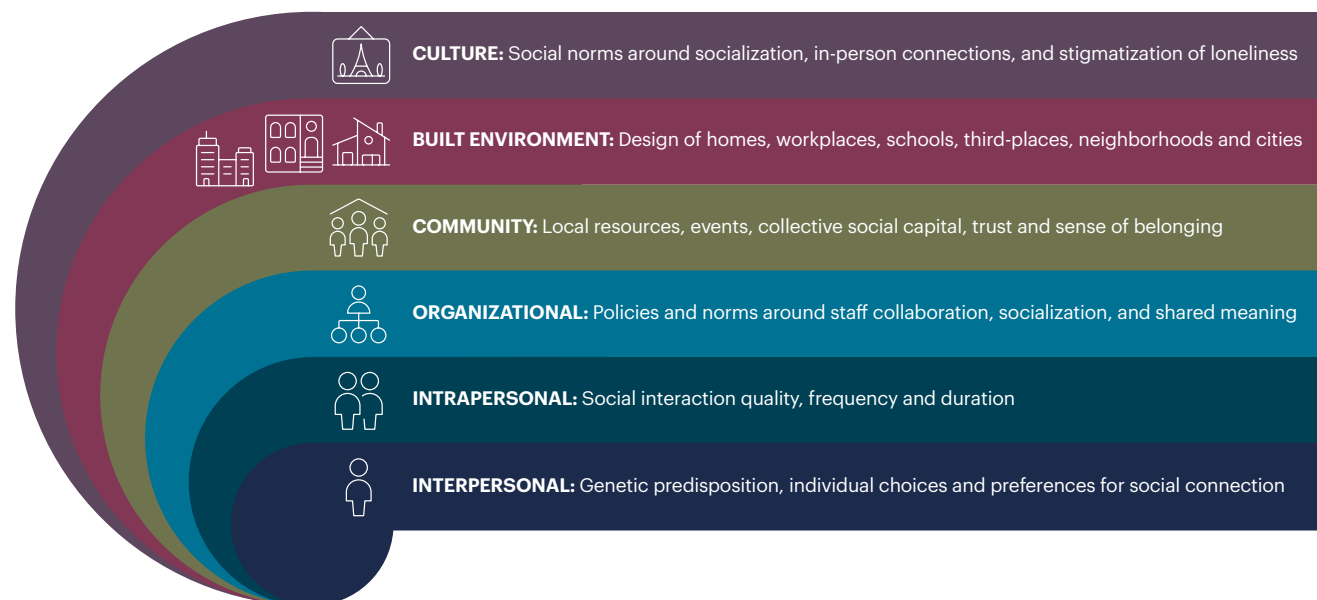 CULTURE: Social norms around socialization, in-person connections, and stigmatization of loneliness
BUILT ENVIRONMENT: Design of homes, workplaces, schools, third-places, neighborhoods and cities
COMMUNITY: Local resources, events, collective social capital, trust and sense of belonging
ORGANIZATIONAL: Policies and norms around staff collaboration, socialization, and shared meaning
INTRAPERSONAL: Social interaction quality, frequency and duration
INTERPERSONAL: Genetic predisposition, individual choices and preferences for social connection